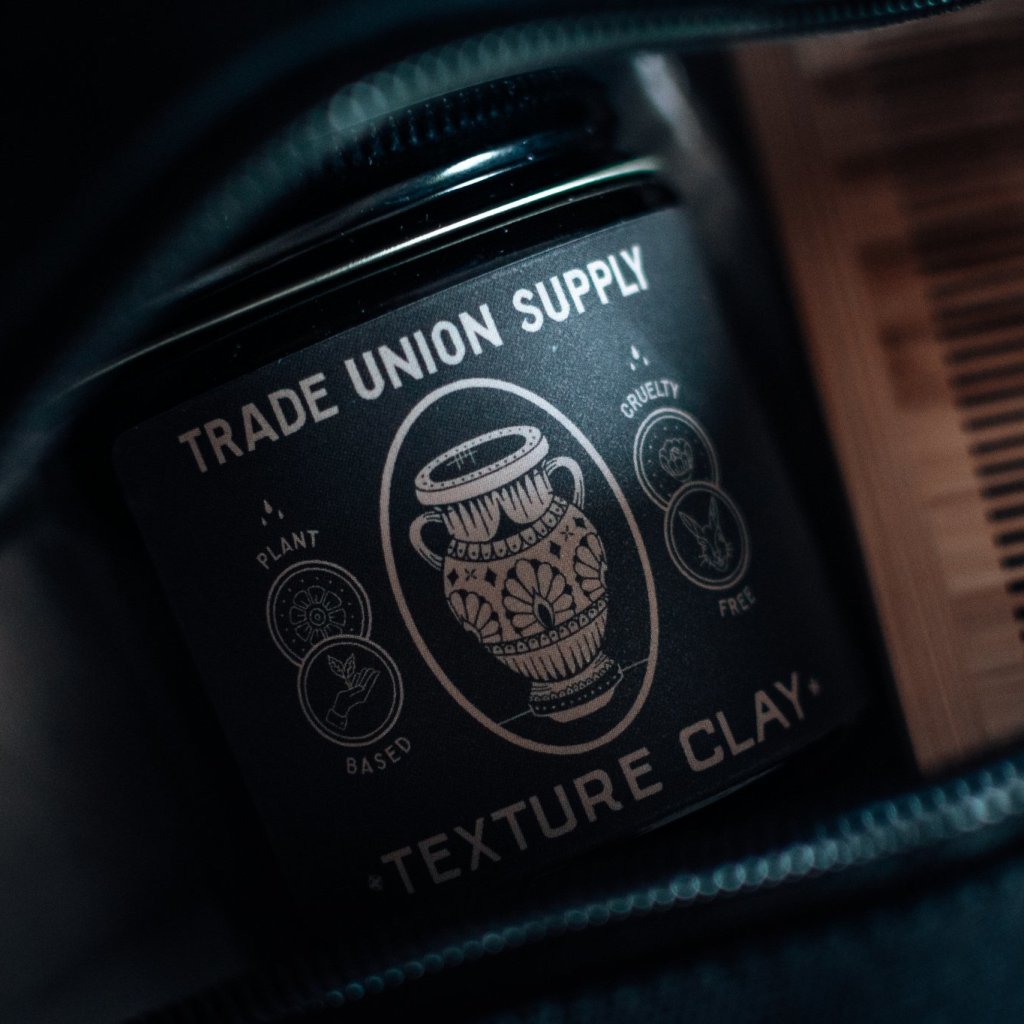 TRADE UNION SUPPLY
PLANT
BASED
CRUELTY
FREE
TEXTURE CLAY